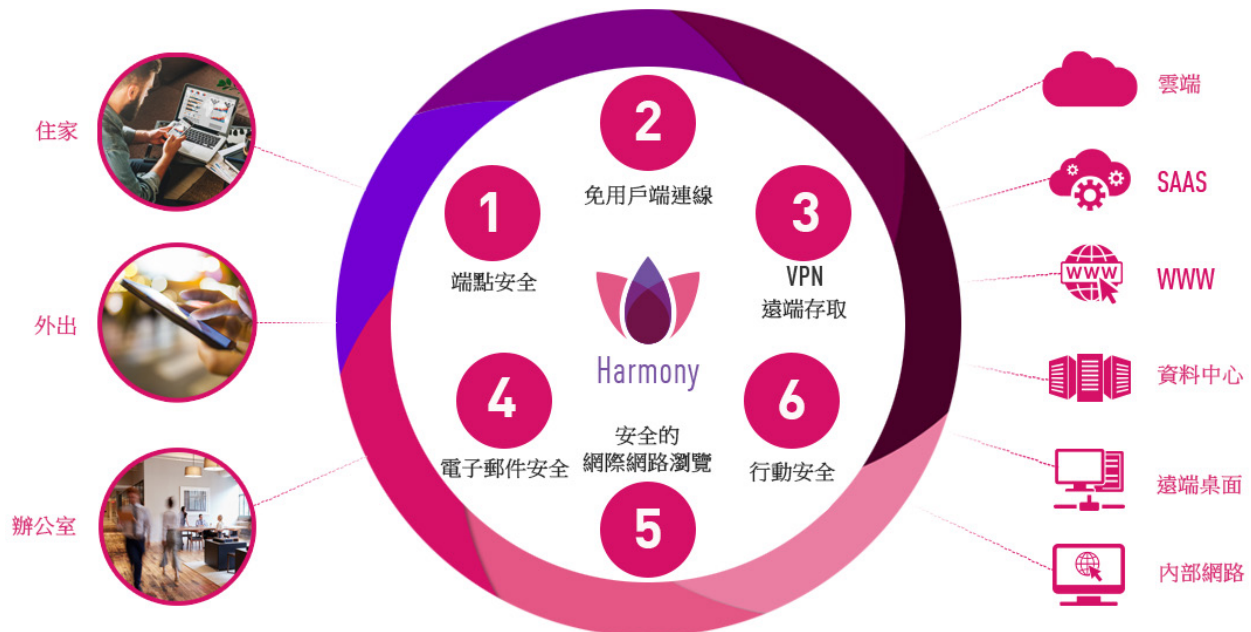 住家
外出
辦公室
1
端點安全
2
免用戶端連線
3
VPN
遠端存取
Harmony
4
電子郵件安全
安全的
網際網路瀏覽
5
6
行動安全
雲端
SAAS
WWW
WWW
資料中心
遠端桌面
內部網路